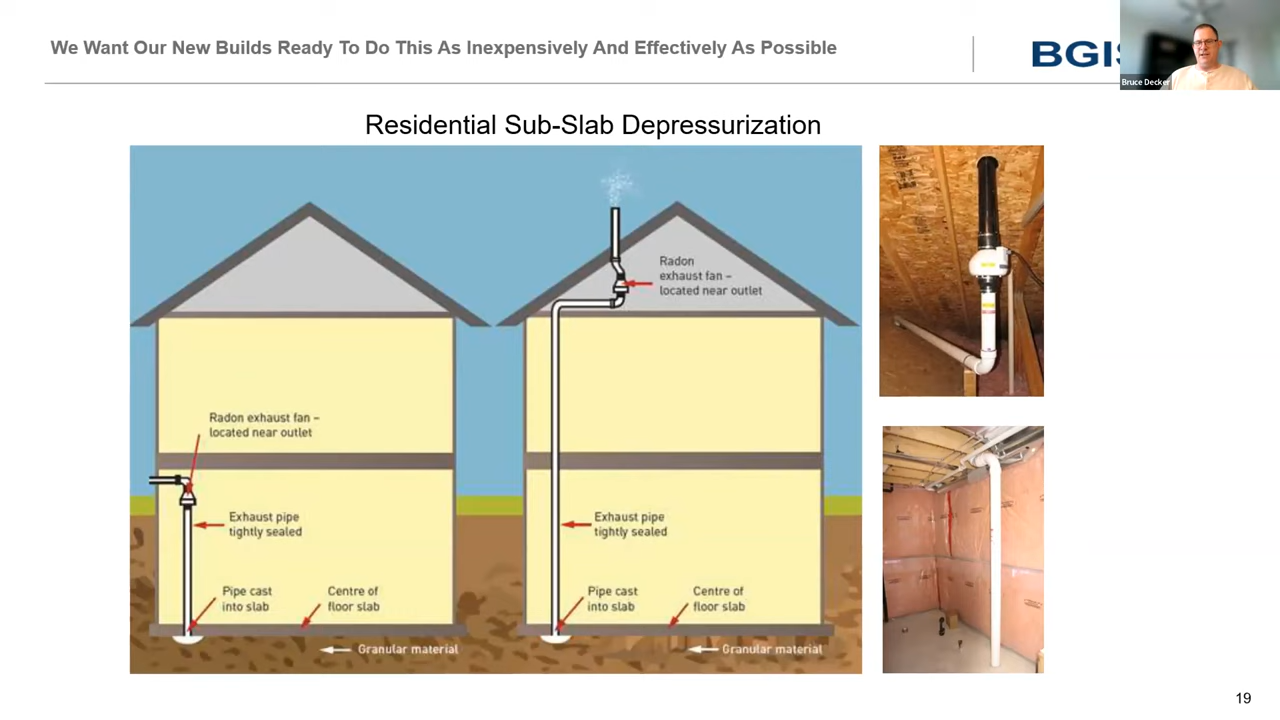 We Want Our New Builds Ready To Do This As Inexpensively And Effectively As Possible
BGIS
Bruce Decker
Residential Sub-Slab Depressurization
Radon
exhaust fan –
located near outlet
Radon exhaust fan –
located near outlet
Exhaust pipe
tightly sealed
Exhaust pipe
tightly sealed
Pipe cast
into slab
Centre of
floor slab
Pipe cast
into slab
Centre of
floor slab
Granular material
Granular material
19